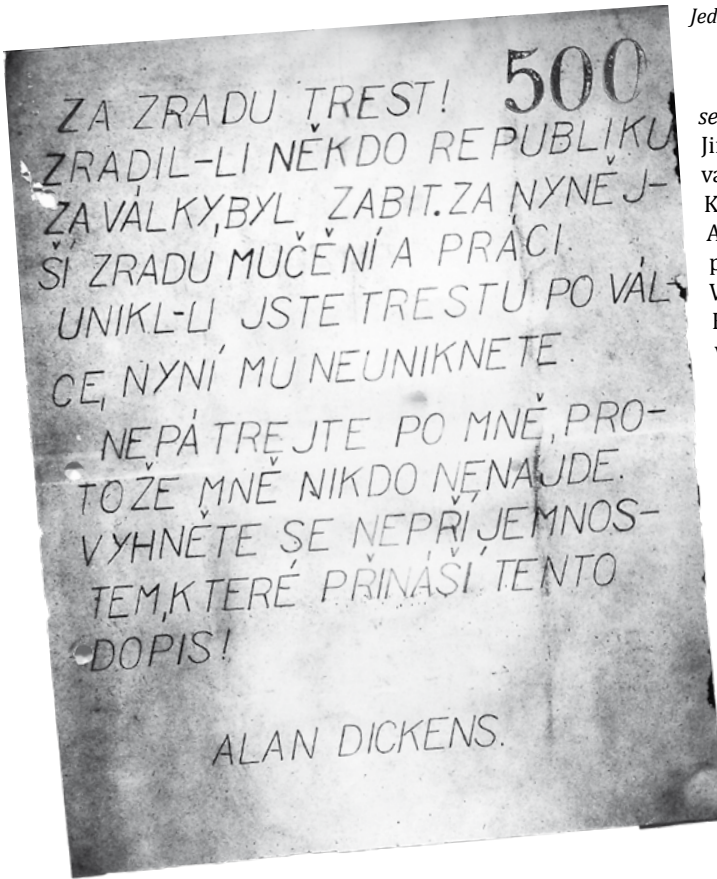 500
ZA ZRADU TREST!
ZRADIL-LI NĚKDO REPUBLIKU
ZA VÁLKY, BYL ZABIT. ZA NYNĚJ-
ŠÍ ZRADU MUČENÍ A PRÁCI.
UNIKL-LI JSTE TRESTU PO VÁL-
CE, NYNÍ MU NEUNIKNETE.
NEPÁTREJTE PO MNĚ, PRO-
TOŽE MNĚ NIKDO NENAJDE.
VYHNĚTE SE NEPŘÍJEMNOS-
TEM, KTERÉ PŘINÁŠÍ TENTO
DOPIS!
ALAN DICKENS.